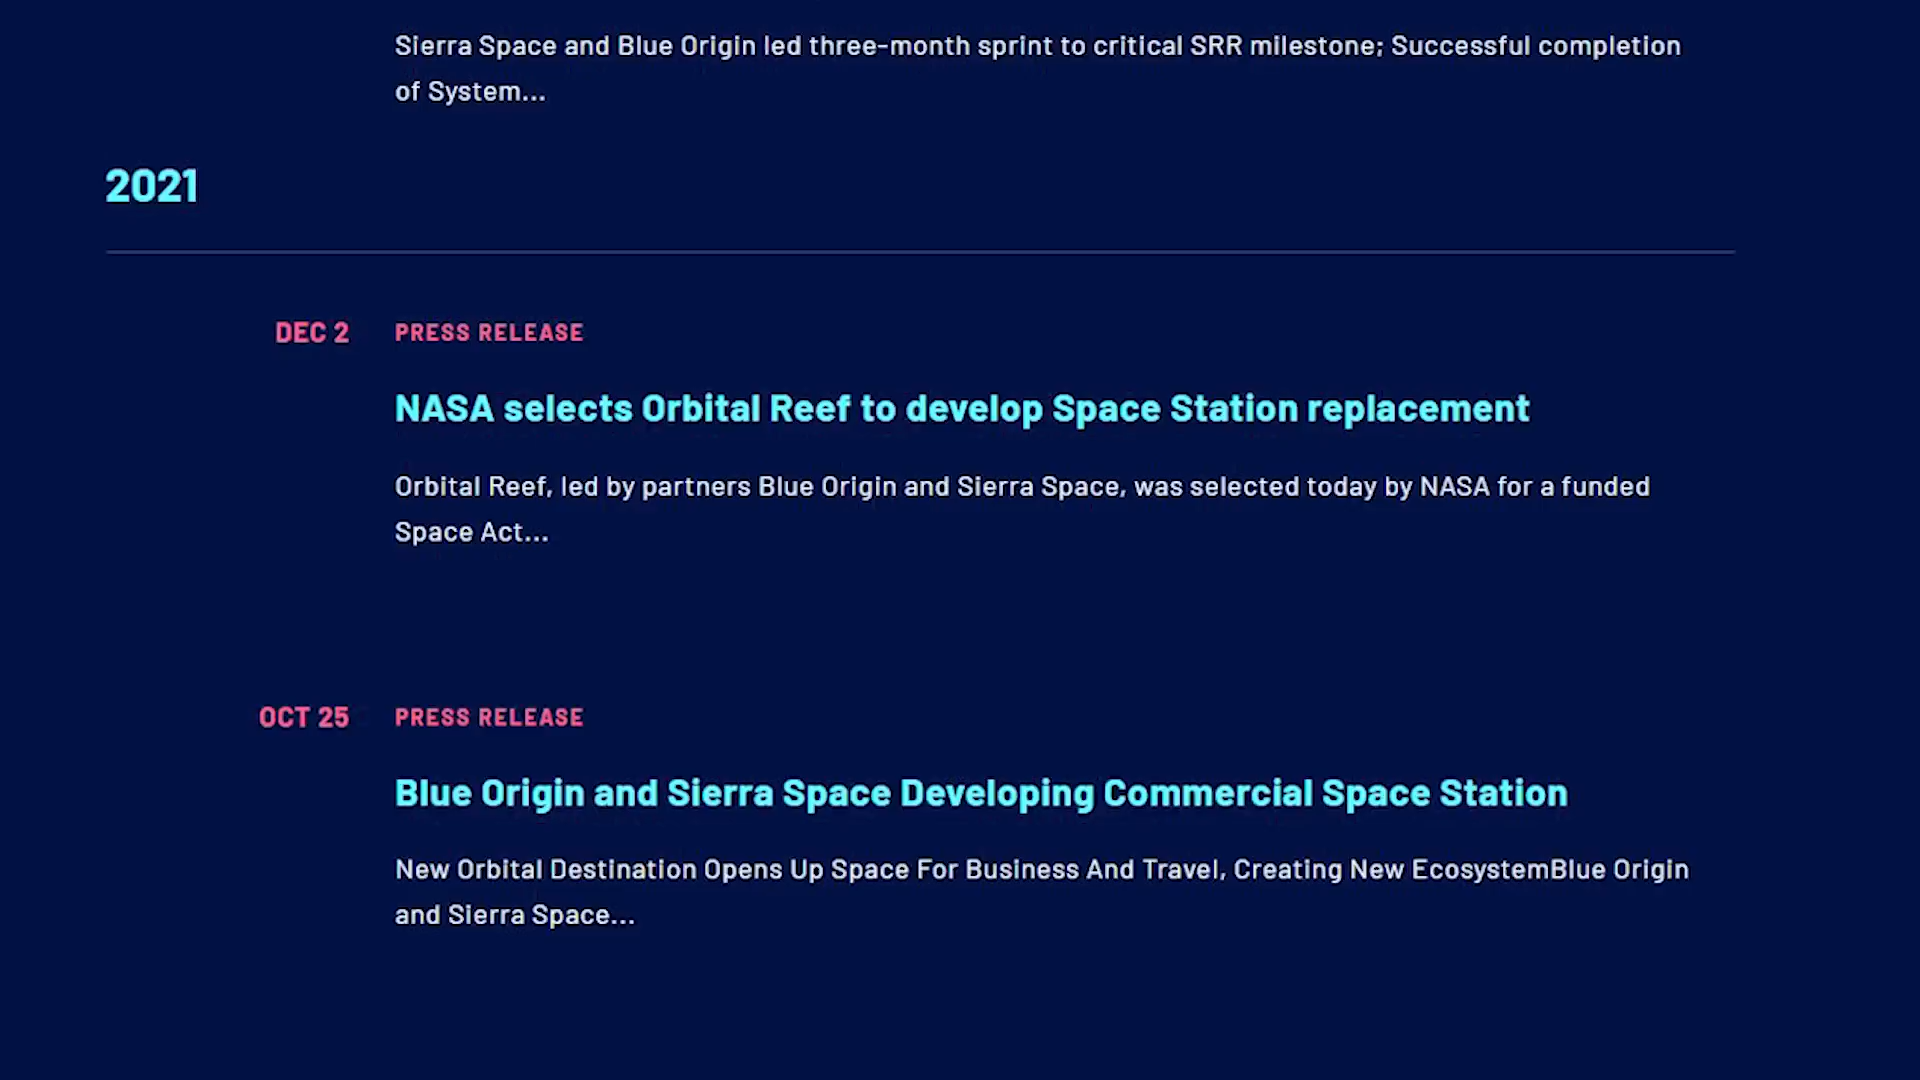 Sierra Space and Blue Origin led three-month sprint to critical SRR milestone; Successful completion
of System...
2021
DEC 2
PRESS RELEASE
NASA selects Orbital Reef to develop Space Station replacement
Orbital Reef, led by partners Blue Origin and Sierra Space, was selected today by NASA for a funded
Space Act...
OCT 25
PRESS RELEASE
Blue Origin and Sierra Space Developing Commercial Space Station
New Orbital Destination Opens Up Space For Business And Travel, Creating New EcosystemBlue Origin
and Sierra Space...